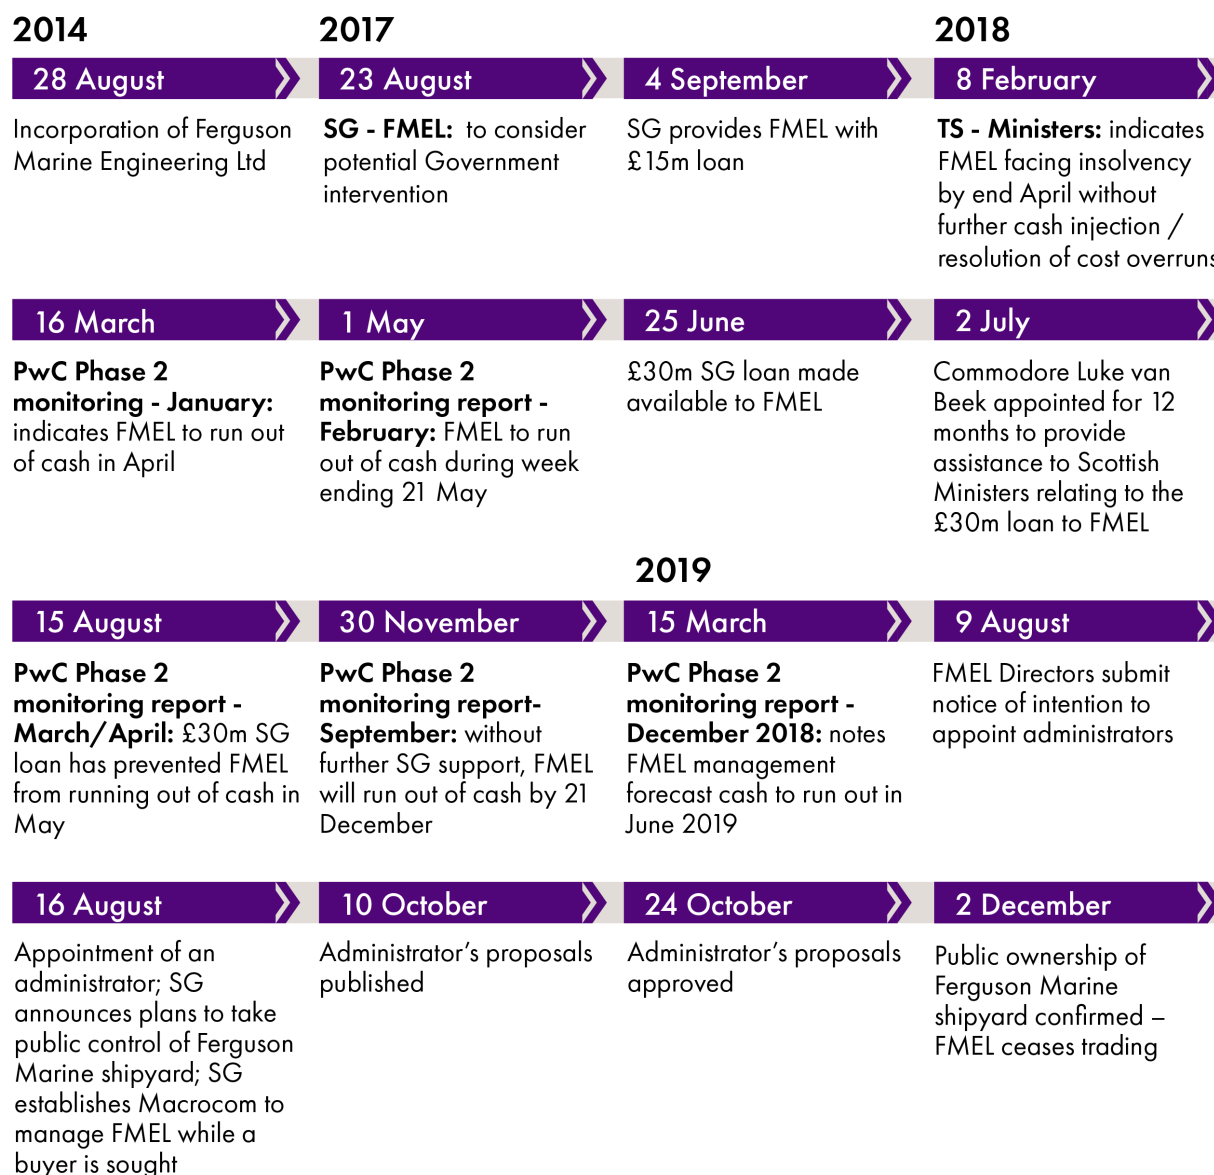 2014
28 August
Incorporation of Ferguson
Marine Engineering Ltd
2017
23 August
SG - FMEL: to consider
potential Government
intervention
4 September
SG provides FMEL with
£15m loan
2018
8 February
TS - Ministers: indicates
FMEL facing insolvency
by end April without
further cash injection /
resolution of cost overruns
16 March
PwC Phase 2
monitoring - January:
indicates FMEL to run out
of cash in April
1 May
PwC Phase 2
monitoring report -
February: FMEL to run
out of cash during week
ending 21 May
25 June
£30m SG loan made
available to FMEL
2 July
Commodore Luke van
Beek appointed for 12
months to provide
assistance to Scottish
Ministers relating to the
£30m loan to FMEL
15 August
PwC Phase 2
monitoring report -
March/April: £30m SG
loan has prevented FMEL
from running out of cash in
May
30 November
PwC Phase 2
monitoring report-
September: without
further SG support, FMEL
will run out of cash by 21
December
2019
15 March
PwC Phase 2
monitoring report -
December 2018: notes
FMEL management
forecast cash to run out in
June 2019
9 August
FMEL Directors submit
notice of intention to
appoint administrators
16 August
Appointment of an
administrator; SG
announces plans to take
public control of Ferguson
Marine shipyard; SG
establishes Macrocom to
manage FMEL while a
buyer is sought
10 October
Administrator’s proposals
published
24 October
Administrator’s proposals
approved
2 December
Public ownership of
Ferguson Marine
shipyard confirmed –
FMEL ceases trading